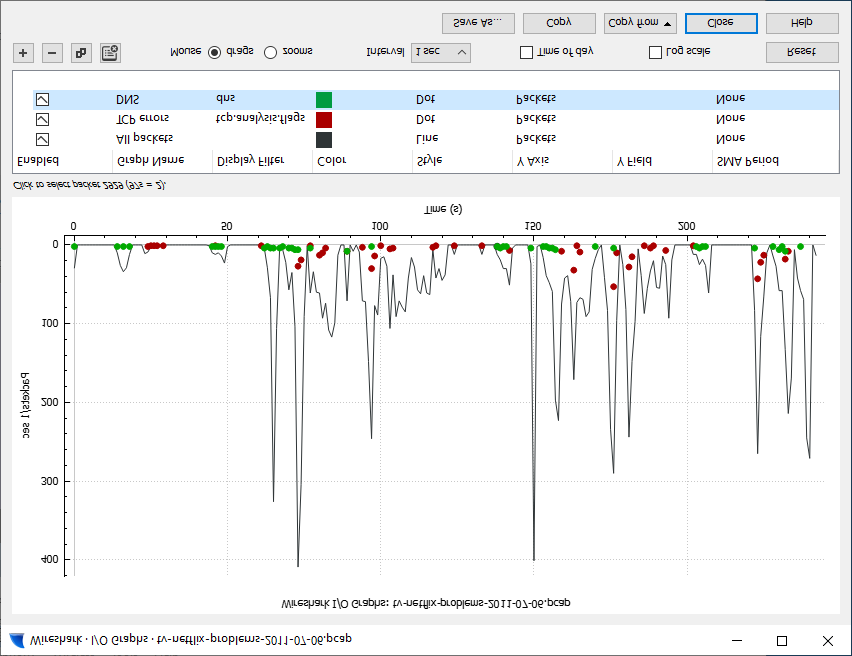 Wireshark · I/O Graphs · tv-netflix-problems-2011-07-06.pcap
Wireshark I/O Graphs: tv-netflix-problems-2011-07-06.pcap
400
300
200
100
0
Packets/1 sec
0 50 100 150 200
Time (s)
Click to select packet 2929 (97s = 2).
Enabled Graph Name Display Filter Color Style Y Axis Y Field SMA Period
All packets Line Packets None
TCP errors tcp.analysis.flags Dot Packets None
DNS dns Dot Packets None
Mouse drags zooms Interval 1 sec Time of day Log scale Reset
Save As... Copy Copy from Close Help